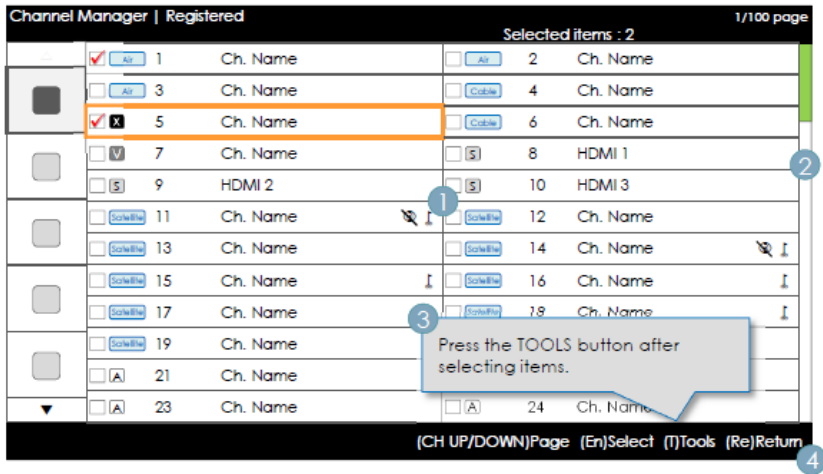 Channel Manager | Registered 1/100 page
Selected items : 2
Air 1 Ch. Name Air 2 Ch. Name
Air 3 Ch. Name Cable 4 Ch. Name
X 5 Ch. Name Cable 6 Ch. Name
V 7 Ch. Name S 8 HDMI 1
2
S 9 HDMI 2 S 10 HDMI 3
1
Satellite 11 Ch. Name Satellite 12 Ch. Name
Satellite 13 Ch. Name Satellite 14 Ch. Name
Satellite 15 Ch. Name Satellite 16 Ch. Name
Satellite 17 Ch. Name Satellite 18 Ch. Name
3
Press the TOOLS button after
selecting items.
Satellite 19 Ch. Name
A 21 Ch. Name
A 23 Ch. Name A 24 Ch. Name
(CH UP/DOWN)Page (En)Select (T)Tools (Re)Return
4